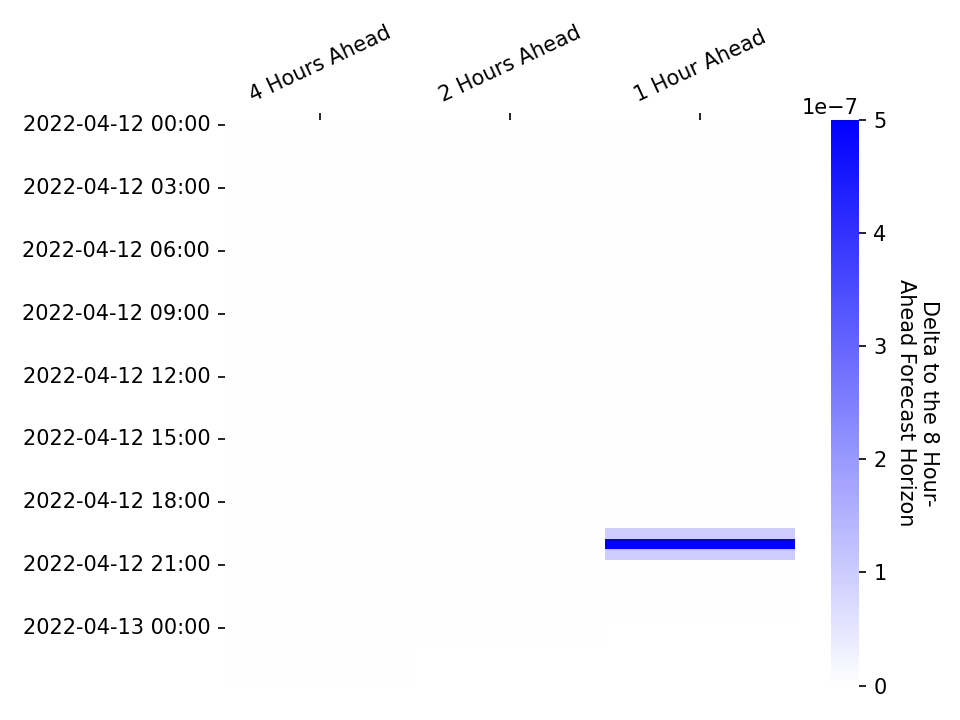 4 Hours Ahead
2 Hours Ahead
1 Hour Ahead
1e−7
2022-04-12 00:00
2022-04-12 03:00
2022-04-12 06:00
2022-04-12 09:00
2022-04-12 12:00
2022-04-12 15:00
2022-04-12 18:00
2022-04-12 21:00
2022-04-13 00:00
5
4
3
2
1
0
Delta to the 8 Hour-
Ahead Forecast Horizon